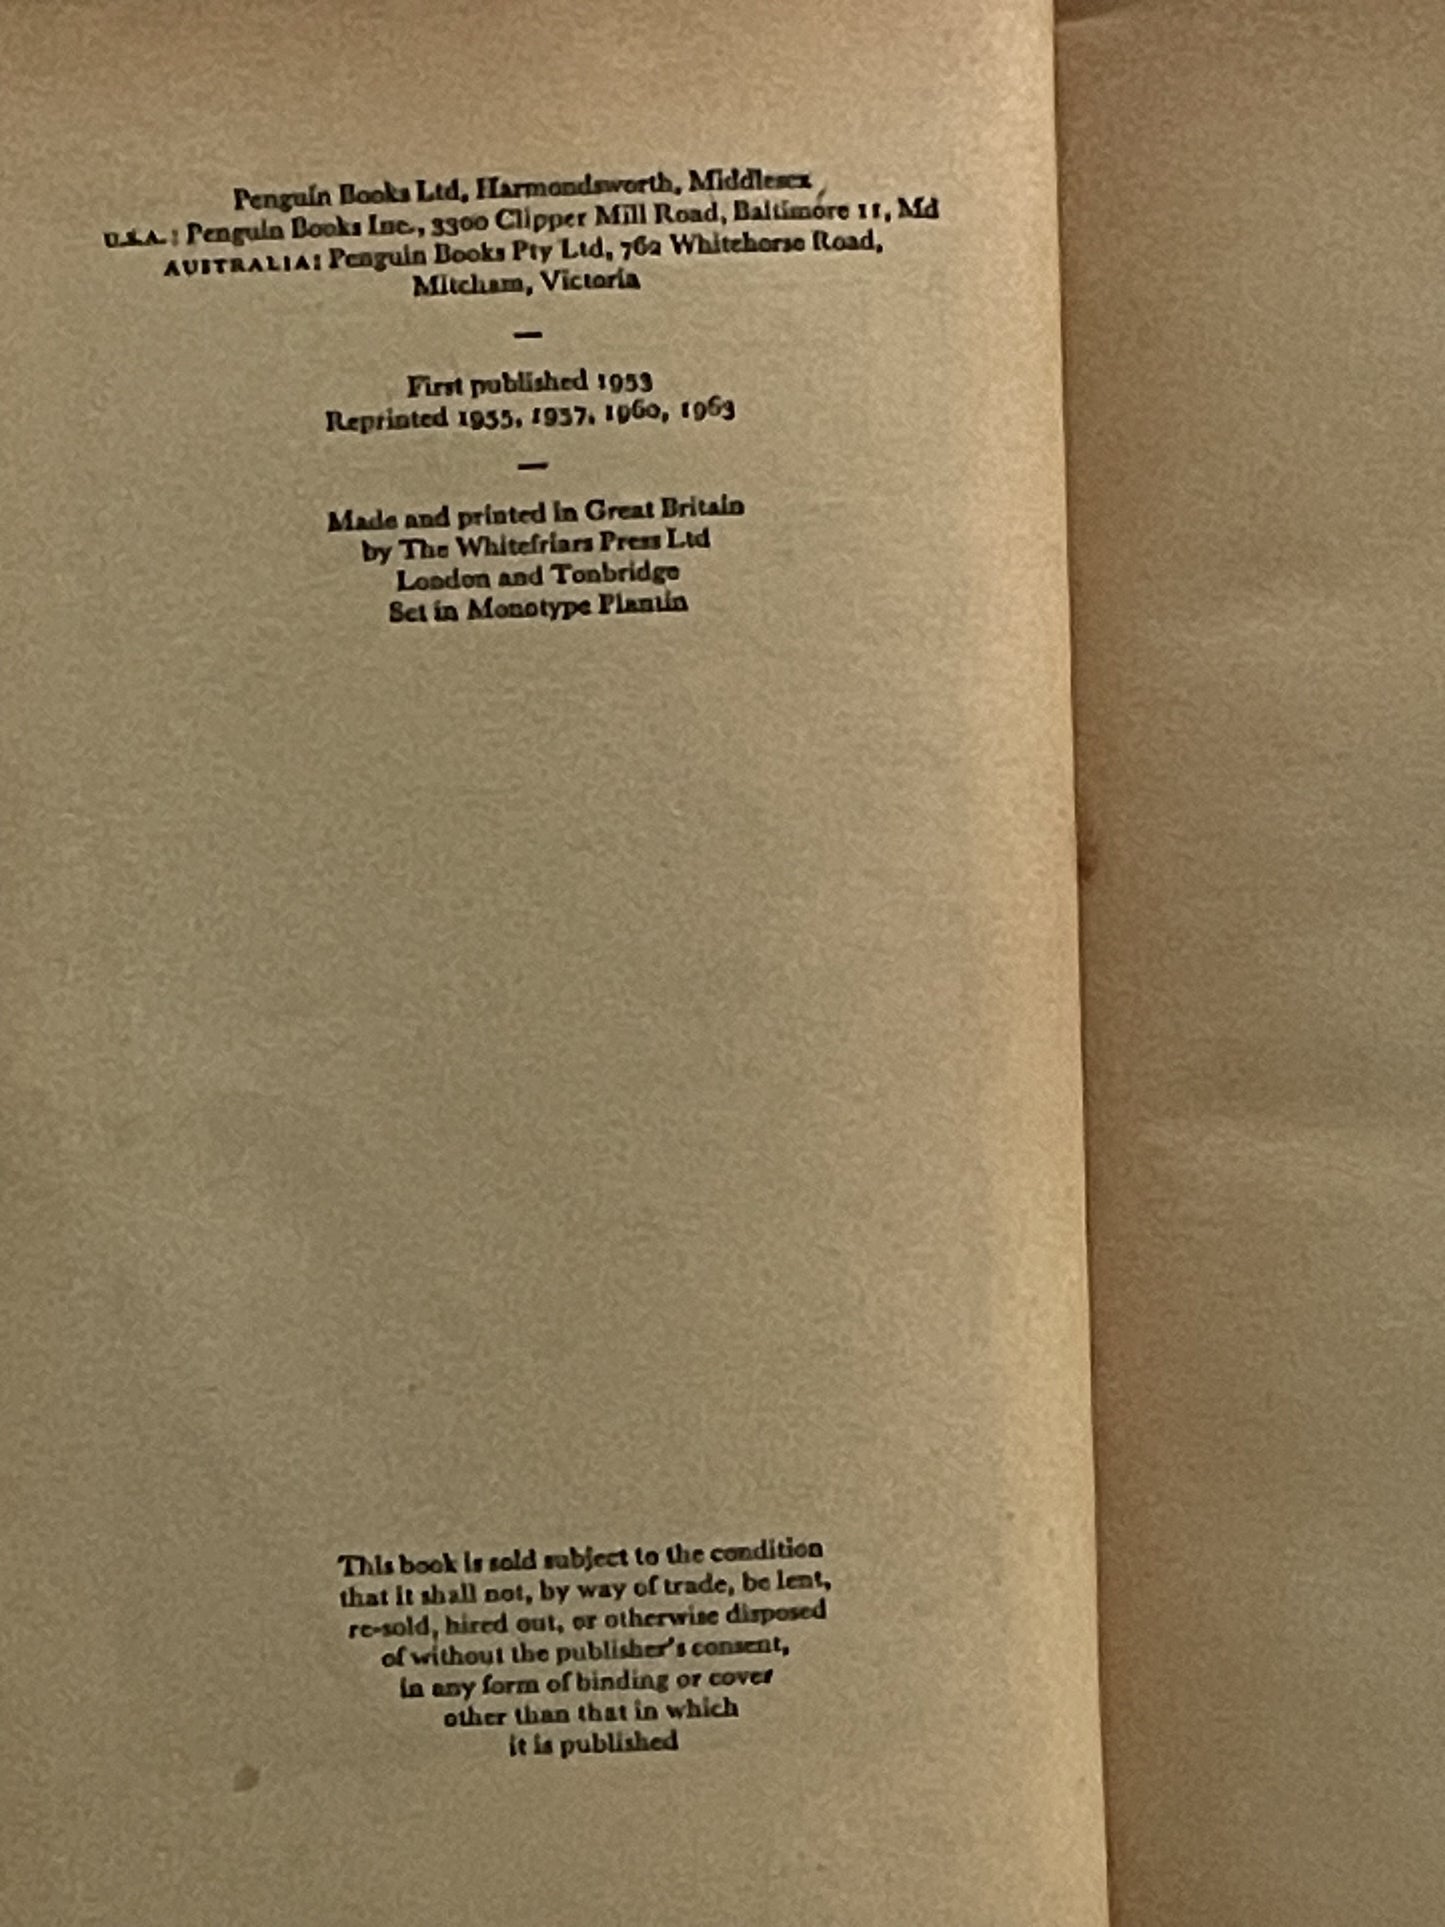 Penguin Books Ltd, Harmondsworth, Middlesex
U.S.A.: Penguin Books Inc., 3300 Clipper Mill Road, Baltimore 11, Md
AUSTRALIA: Penguin Books Pty Ltd, 762 Whitehorse Road,
Mitcham, Victoria
—
First published 1953
Reprinted 1955, 1957, 1960, 1963
—
Made and printed in Great Britain
by The Whitefriars Press Ltd
London and Tonbridge
Set in Monotype Plantin
This book is sold subject to the condition
that it shall not, by way of trade, be lent,
re-sold, hired out, or otherwise disposed
of without the publisher's consent,
in any form of binding or cover
other than that in which
it is published